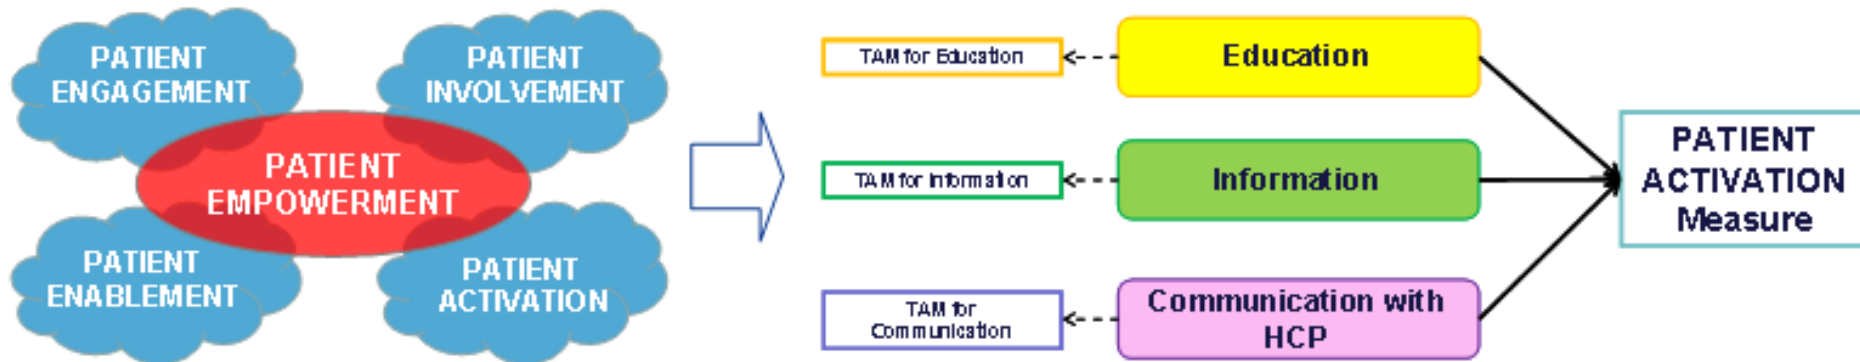 PATIENT
ENGAGEMENT
PATIENT
INVOLVEMENT
PATIENT
EMPOWERMENT
PATIENT
ENABLEMENT
PATIENT
ACTIVATION
TAM for Education
Education
TAM for Information
Information
TAM for
Communication
Communication with
HCP
PATIENT
ACTIVATION
Measure